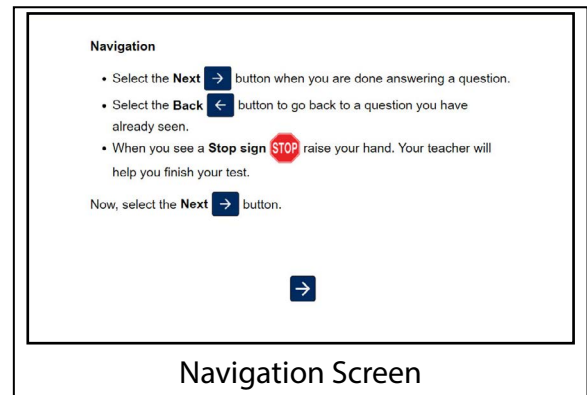 Navigation
• Select the Next → button when you are done answering a question.
• Select the Back ← button to go back to a question you have
already seen.
• When you see a Stop sign STOP raise your hand. Your teacher will
help you finish your test.
Now, select the Next → button.
→
Navigation Screen